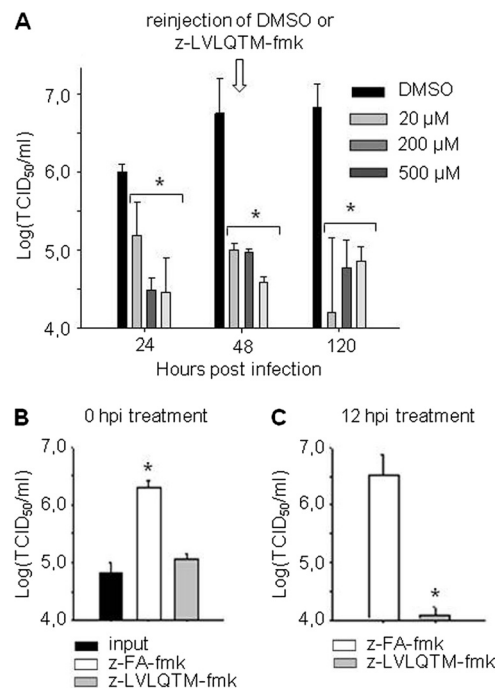 A
reinjection of DMSO or
z-LVLQTM-fmk
Log(TCID50/ml)
7,0
6,0
5,0
4,0
*
*
*
DMSO
20 µM
200 µM
500 µM
24
48
120
Hours post infection
B
0 hpi treatment
Log(TCID50/ml)
7,0
6,0
5,0
4,0
*
input
z-FA-fmk
z-LVLQTM-fmk
C
12 hpi treatment
Log(TCID50/ml)
7,0
6,0
5,0
4,0
*
z-FA-fmk
z-LVLQTM-fmk